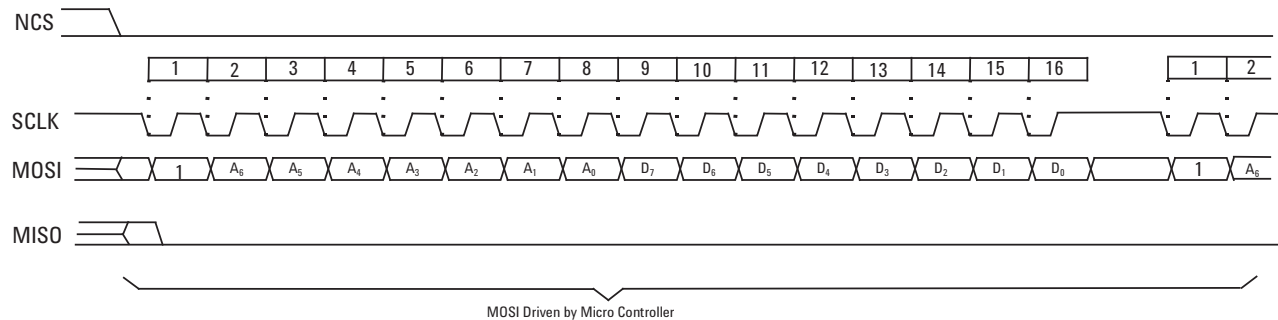 NCS
1 2 3 4 5 6 7 8 9 10 11 12 13 14 15 16 1 2
SCLK
MOSI 1 A6 A5 A4 A3 A2 A1 A0 D7 D6 D5 D4 D3 D2 D1 D0 1 A6
MISO
MOSI Driven by Micro Controller